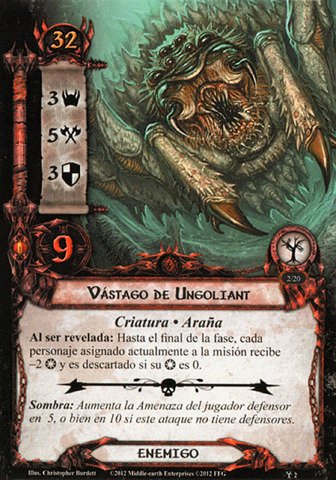 32
3
5
3
9
2/20
Vástago de Ungoliant
Criatura • Araña
Al ser revelada: Hasta el final de la fase, cada
personaje asignado actualmente a la misión recibe
–2 y es descartado si su es 0.
Sombra: Aumenta la Amenaza del jugador defensor
en 5, o bien en 10 si este ataque no tiene defensores.
ENEMIGO
Illus. Christopher Burdett ©2012 Middle-earth Enterprises ©2012 FFG